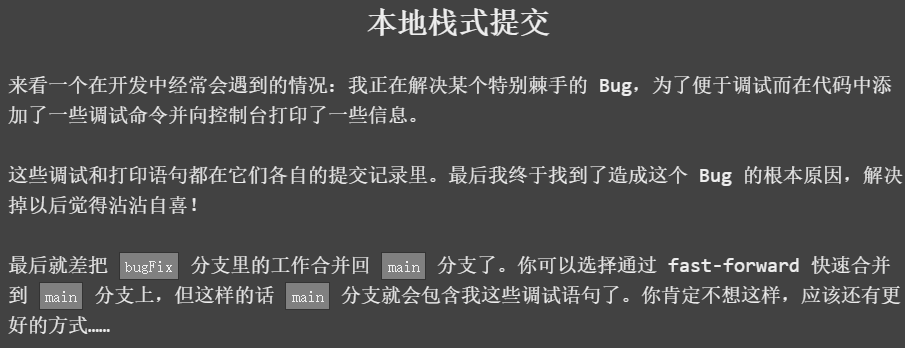 本地栈式提交
来看一个在开发中经常会遇到的情况：我正在解决某个特别棘手的 Bug，为了便于调试而在代码中添
加了一些调试命令并向控制台打印了一些信息。
这些调试和打印语句都在它们各自的提交记录里。最后我终于找到了造成这个 Bug 的根本原因，解决
掉以后觉得沾沾自喜！
最后就差把 bugFix 分支里的工作合并回 main 分支了。你可以选择通过 fast-forward 快速合并
到 main 分支上，但这样的话 main 分支就会包含我这些调试语句了。你肯定不想这样，应该还有更
好的方式……